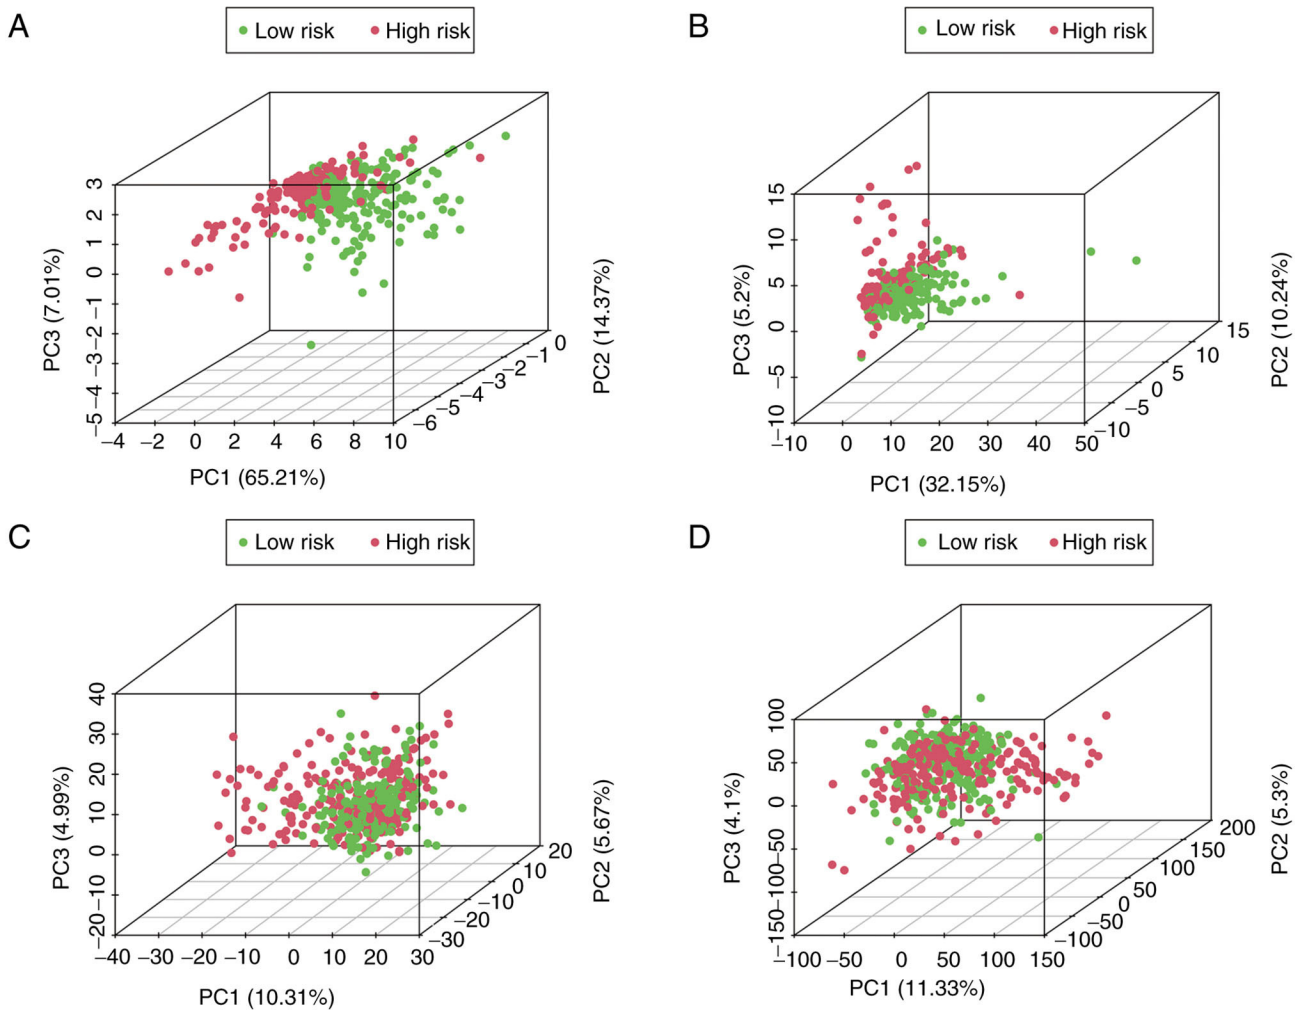 A
Low risk High risk
3
2
1
0
−1
−2
−3
−4
−5
PC3 (7.01%)
−4 −2 0 2 4 6 8 10
PC1 (65.21%)
0
−1
−2
−3
−4
−5
−6
PC2 (14.37%)
B
Low risk High risk
15
10
5
0
−5
−10
PC3 (5.2%)
−10 0 10 20 30 40 50
PC1 (32.15%)
15
10
5
0
−5
−10
PC2 (10.24%)
C
Low risk High risk
40
30
20
10
0
−10
−20
PC3 (4.99%)
−40 −30 −20 −10 0 10 20 30
PC1 (10.31%)
20
10
0
−10
−20
−30
PC2 (5.67%)
D
Low risk High risk
100
50
0
−50
−100
−150
PC3 (4.1%)
−100 −50 0 50 100 150
PC1 (11.33%)
200
150
100
50
0
−50
−100
PC2 (5.3%)